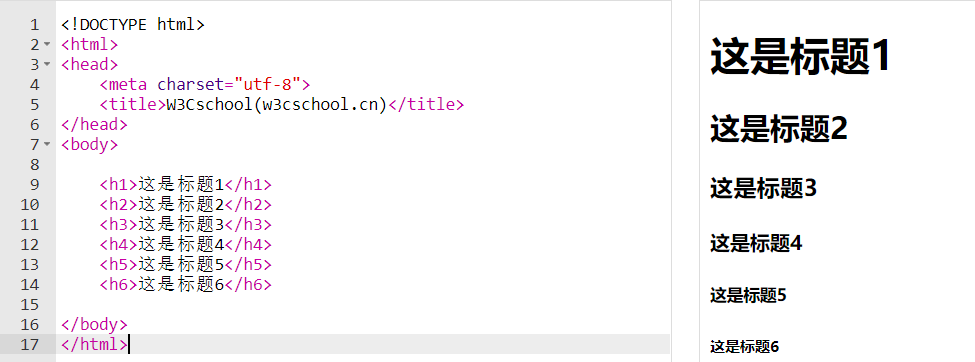 1 <!DOCTYPE html>
2 <html>
3 <head>
4 <meta charset="utf-8">
5 <title>W3Cschool(w3cschool.cn)</title>
6 </head>
7 <body>
8
9 <h1>这是标题1</h1>
10 <h2>这是标题2</h2>
11 <h3>这是标题3</h3>
12 <h4>这是标题4</h4>
13 <h5>这是标题5</h5>
14 <h6>这是标题6</h6>
15
16 </body>
17 </html>
这是标题1
这是标题2
这是标题3
这是标题4
这是标题5
这是标题6